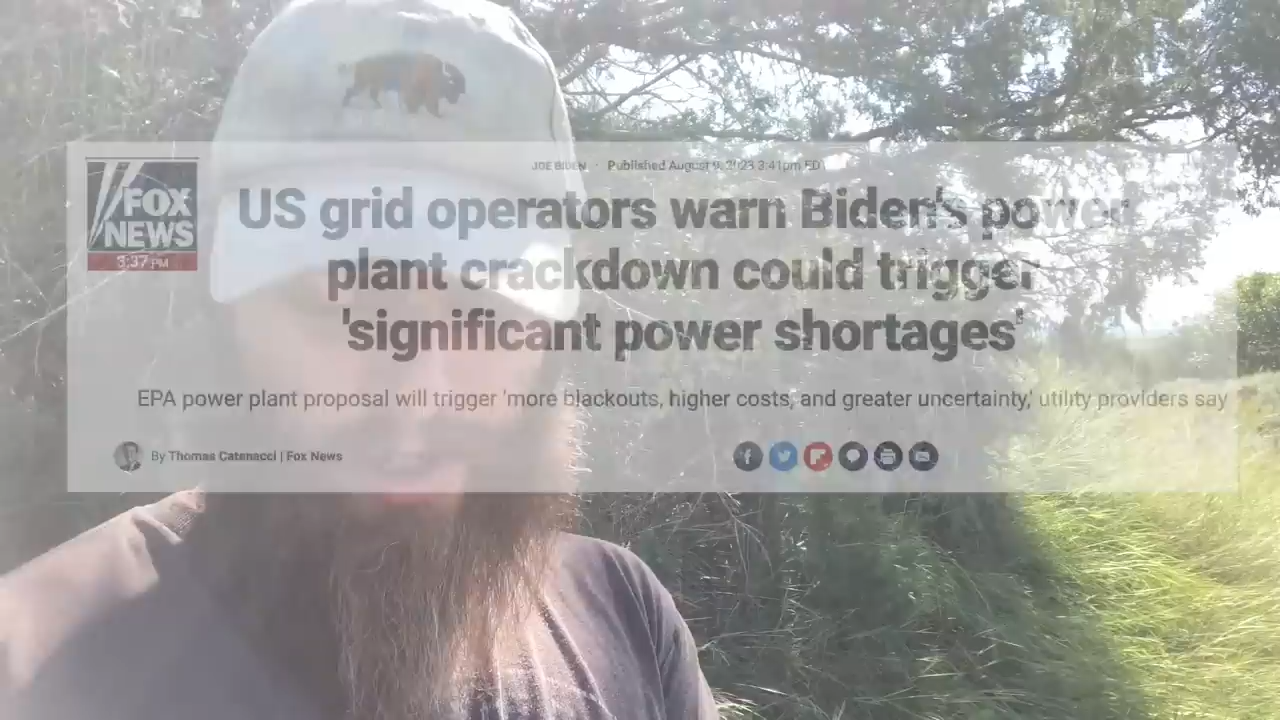 JOE BIDEN · Published August 9, 2023 3:41pm EDT
FOX
NEWS
3:37 PM
US grid operators warn Biden's power
plant crackdown could trigger
'significant power shortages'
EPA power plant proposal will trigger 'more blackouts, higher costs, and greater uncertainty,' utility providers say
By Thomas Catenacci | Fox News